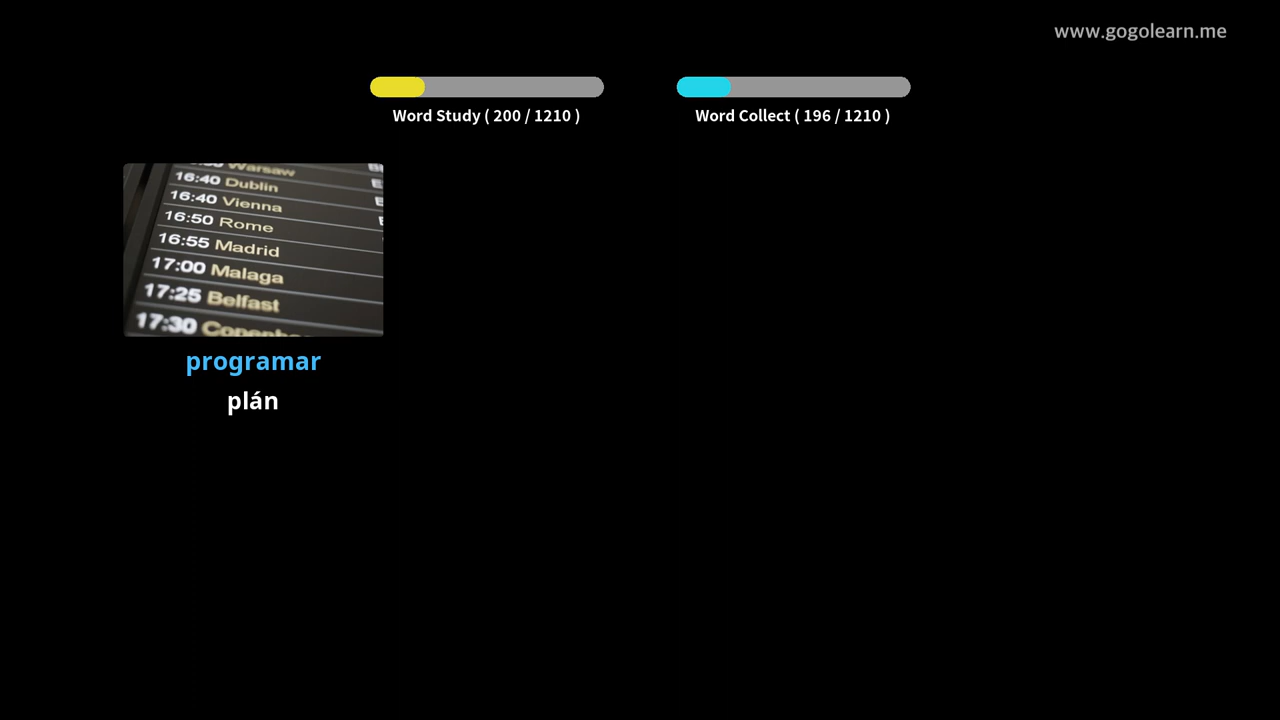 www.gogolearn.me
Word Study ( 200 / 1210 )
Word Collect ( 196 / 1210 )
Warsaw
16:40 Dublin
16:40 Vienna
16:50 Rome
16:55 Madrid
17:00 Malaga
17:25 Belfast
17:30
programar
plán